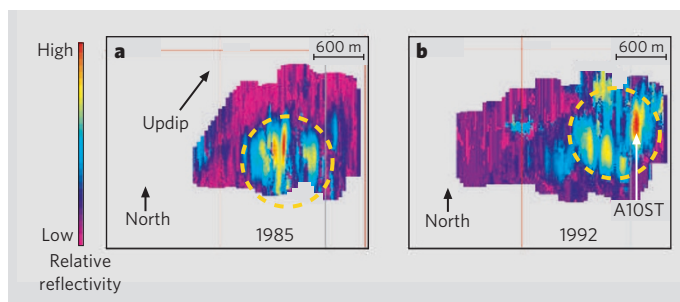 High
Low
Relative
reflectivity
a
600 m
Updip
North
1985
b
600 m
North
A10ST
1992